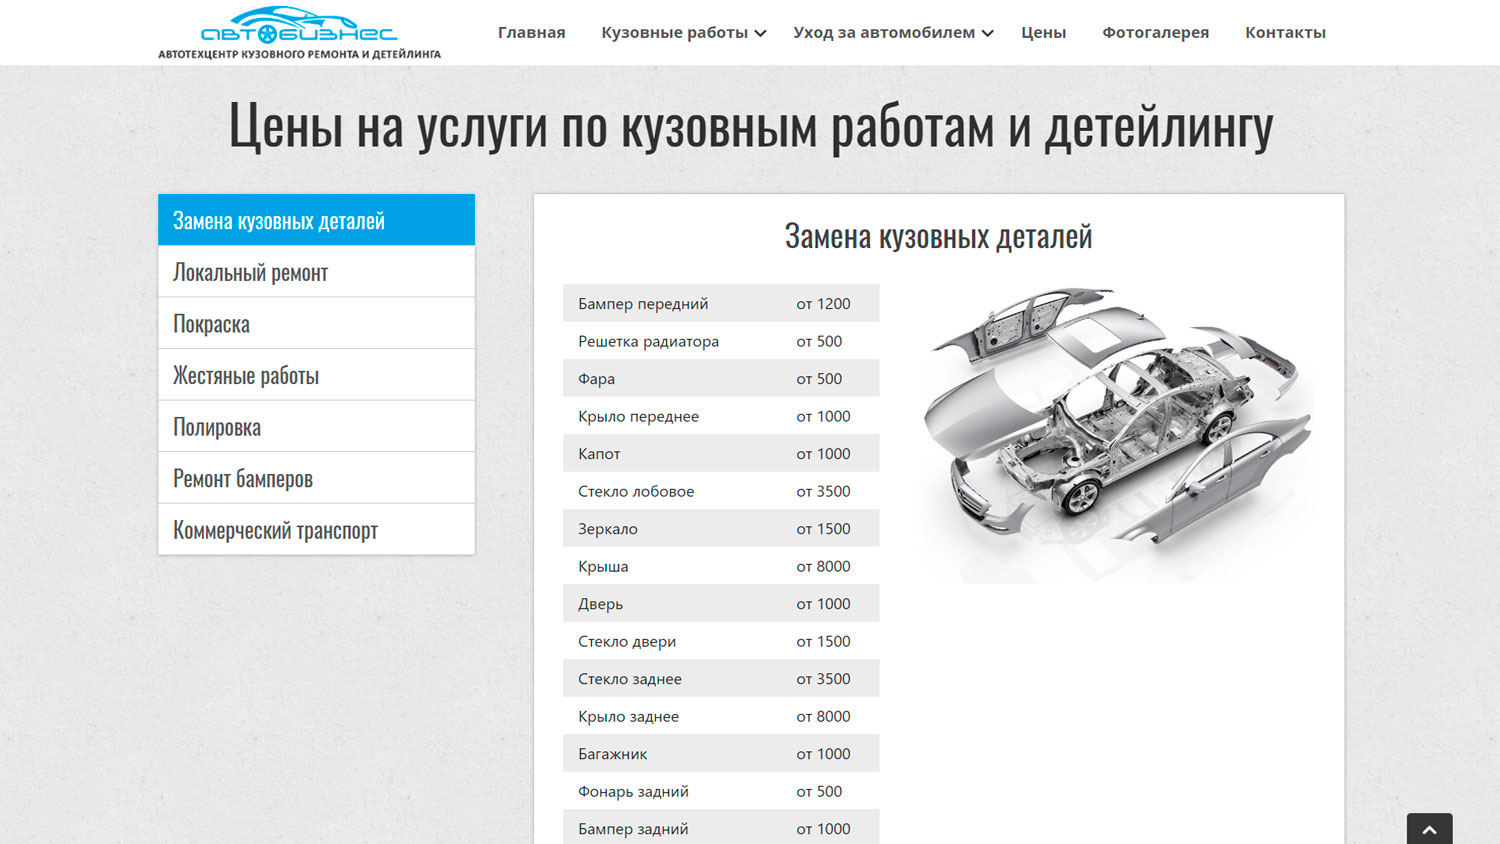 автобизнес
АВТОТЕХЦЕНТР КУЗОВНОГО РЕМОНТА И ДЕТЕЙЛИНГА
Главная Кузовные работы Уход за автомобилем Цены Фотогалерея Контакты
Цены на услуги по кузовным работам и детейлингу
Замена кузовных деталей
Локальный ремонт
Покраска
Жестяные работы
Полировка
Ремонт бамперов
Коммерческий транспорт
Замена кузовных деталей
Бампер передний от 1200
Решетка радиатора от 500
Фара от 500
Крыло переднее от 1000
Капот от 1000
Стекло лобовое от 3500
Зеркало от 1500
Крыша от 8000
Дверь от 1000
Стекло двери от 1500
Стекло заднее от 3500
Крыло заднее от 8000
Багажник от 1000
Фонарь задний от 500
Бампер задний от 1000